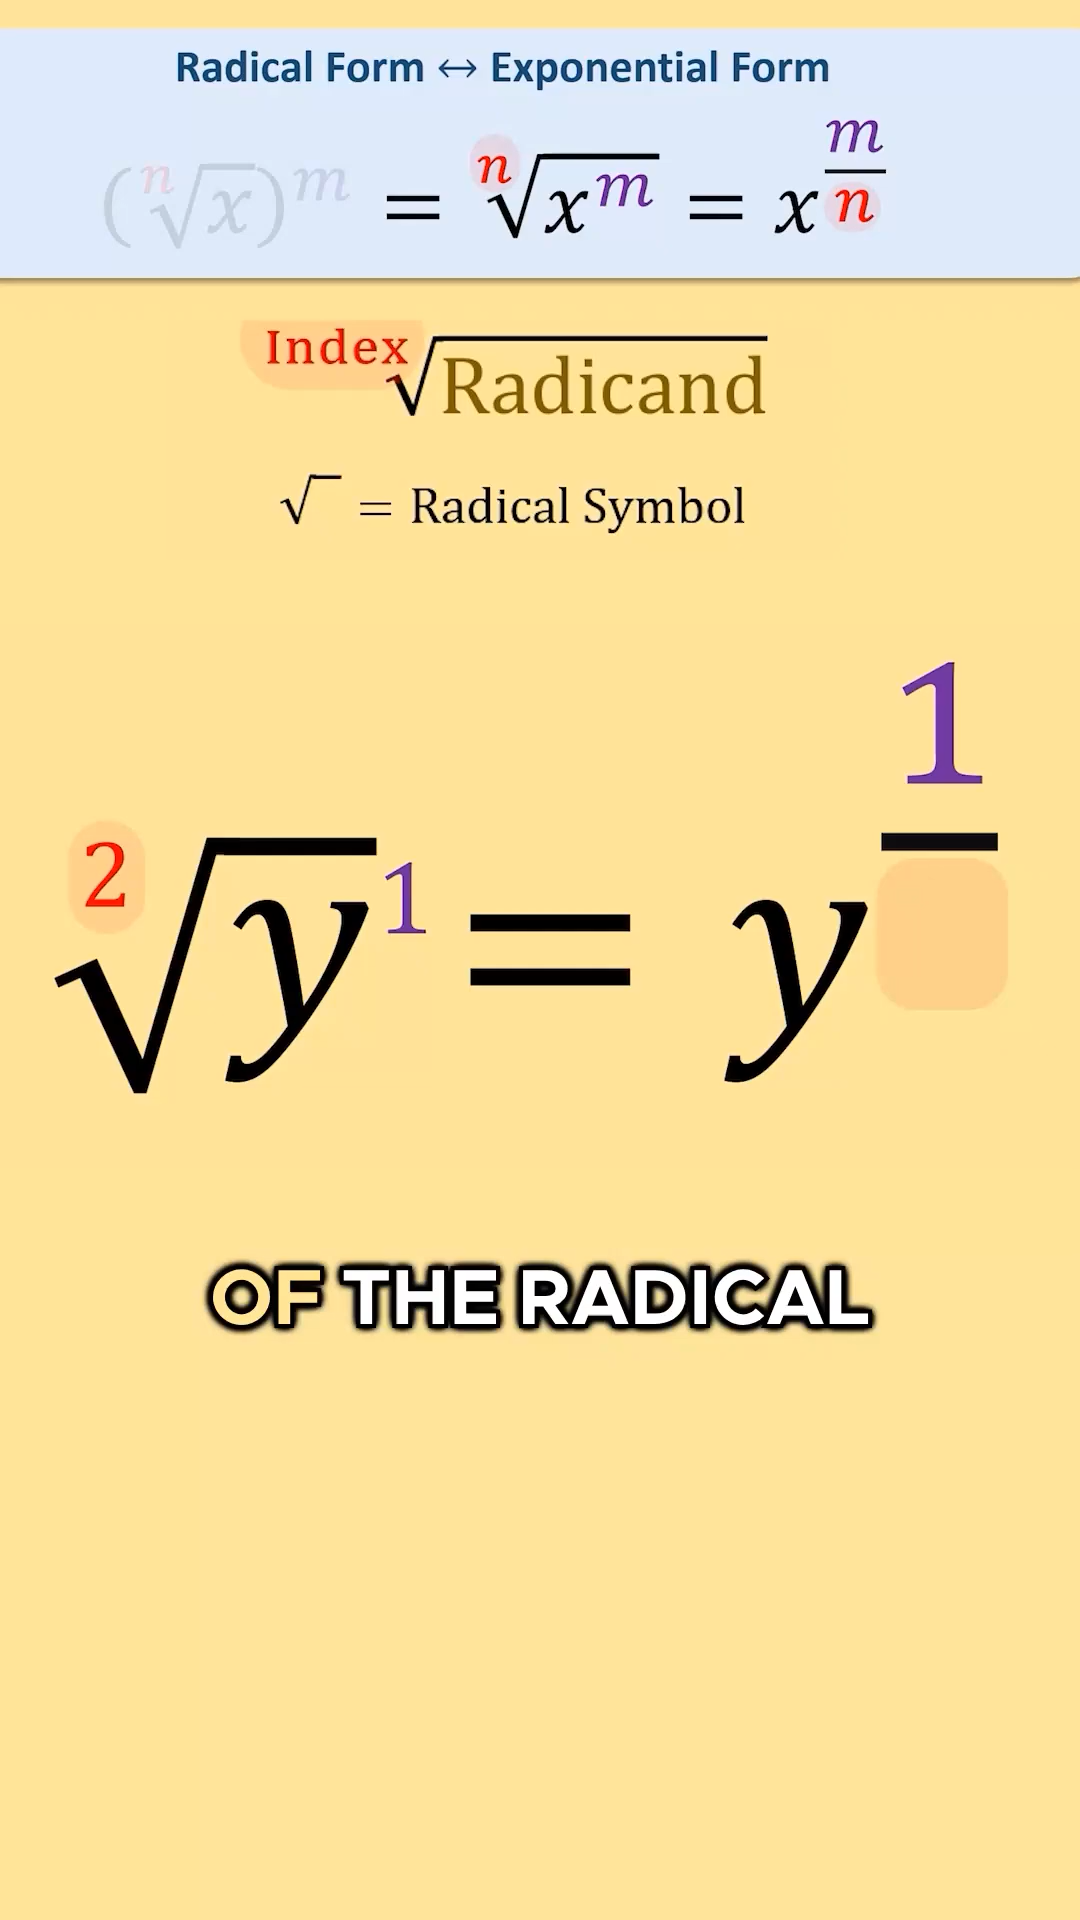 Radical Form ↔ Exponential Form
(ⁿ√x)ᵐ = ⁿ√xᵐ = x^(m/n)
Index√Radicand
√ = Radical Symbol
²√y¹ = y^(1/ )
OF THE RADICAL